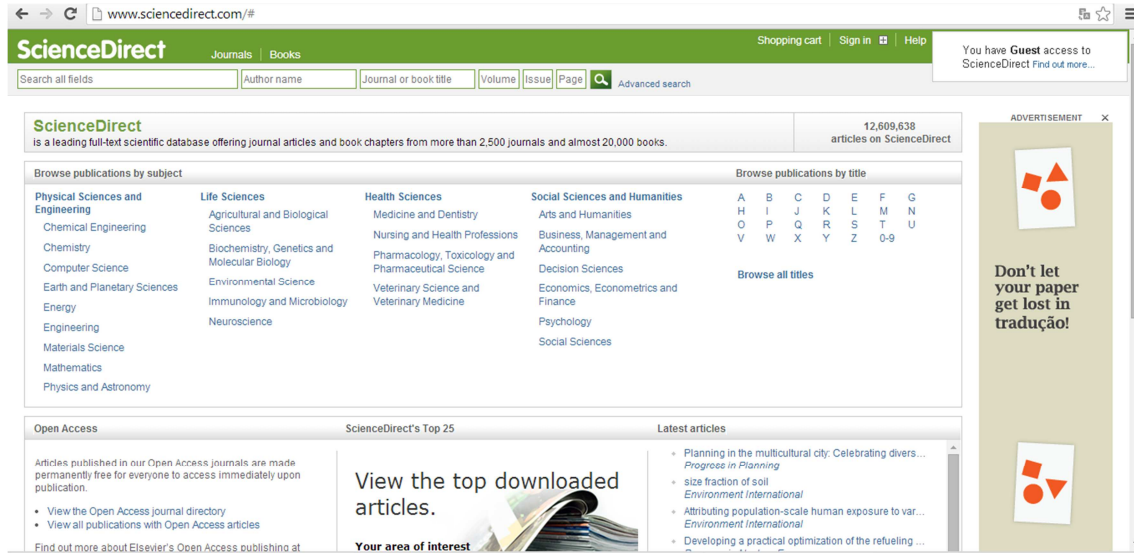 www.sciencedirect.com/#
ScienceDirect
Journals
Books
Shopping cart
Sign in
Help
You have Guest access to
ScienceDirect Find out more...
Search all fields
Author name
Journal or book title
Volume
Issue
Page
Advanced search
ScienceDirect
is a leading full-text scientific database offering journal articles and book chapters from more than 2,500 journals and almost 20,000 books.
12,609,638
articles on ScienceDirect
Browse publications by subject
Physical Sciences and
Engineering
Chemical Engineering
Chemistry
Computer Science
Earth and Planetary Sciences
Energy
Engineering
Materials Science
Mathematics
Physics and Astronomy
Life Sciences
Agricultural and Biological
Sciences
Biochemistry, Genetics and
Molecular Biology
Environmental Science
Immunology and Microbiology
Neuroscience
Health Sciences
Medicine and Dentistry
Nursing and Health Professions
Pharmacology, Toxicology and
Pharmaceutical Science
Veterinary Science and
Veterinary Medicine
Social Sciences and Humanities
Arts and Humanities
Business, Management and
Accounting
Decision Sciences
Economics, Econometrics and
Finance
Psychology
Social Sciences
Browse publications by title
A B C D E F G
H I J K L M N
O P Q R S T U
V W X Y Z 0-9
Browse all titles
ADVERTISEMENT X
Don't let
your paper
get lost in
tradução!
Open Access
Articles published in our Open Access journals are made
permanently free for everyone to access immediately upon
publication.
• View the Open Access journal directory
• View all publications with Open Access articles
Find out more about Elsevier's Open Access publishing at
ScienceDirect's Top 25
View the top downloaded
articles.
Your area of interest
Latest articles
Planning in the multicultural city: Celebrating divers...
Progress in Planning
size fraction of soil
Environment International
Attributing population-scale human exposure to var...
Environment International
Developing a practical optimization of the refueling ...